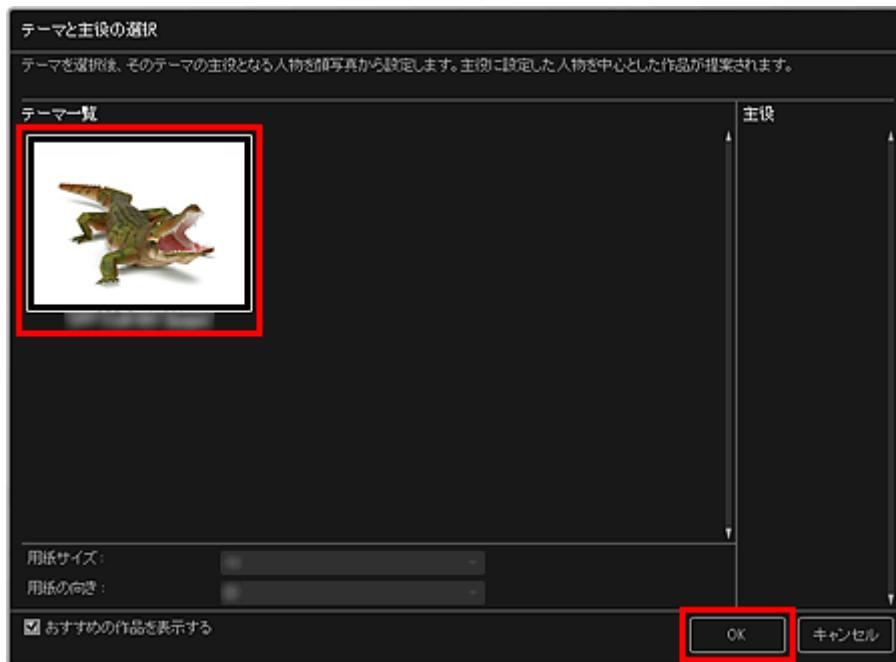 テーマと主役の選択
テーマを選択後、そのテーマの主役となる人物を顔写真から設定します。主役に設定した人物を中心とした作品が提案されます。
テーマ一覧
主役
用紙サイズ:
用紙の向き:
おすすめの作品を表示する
OK
キャンセル